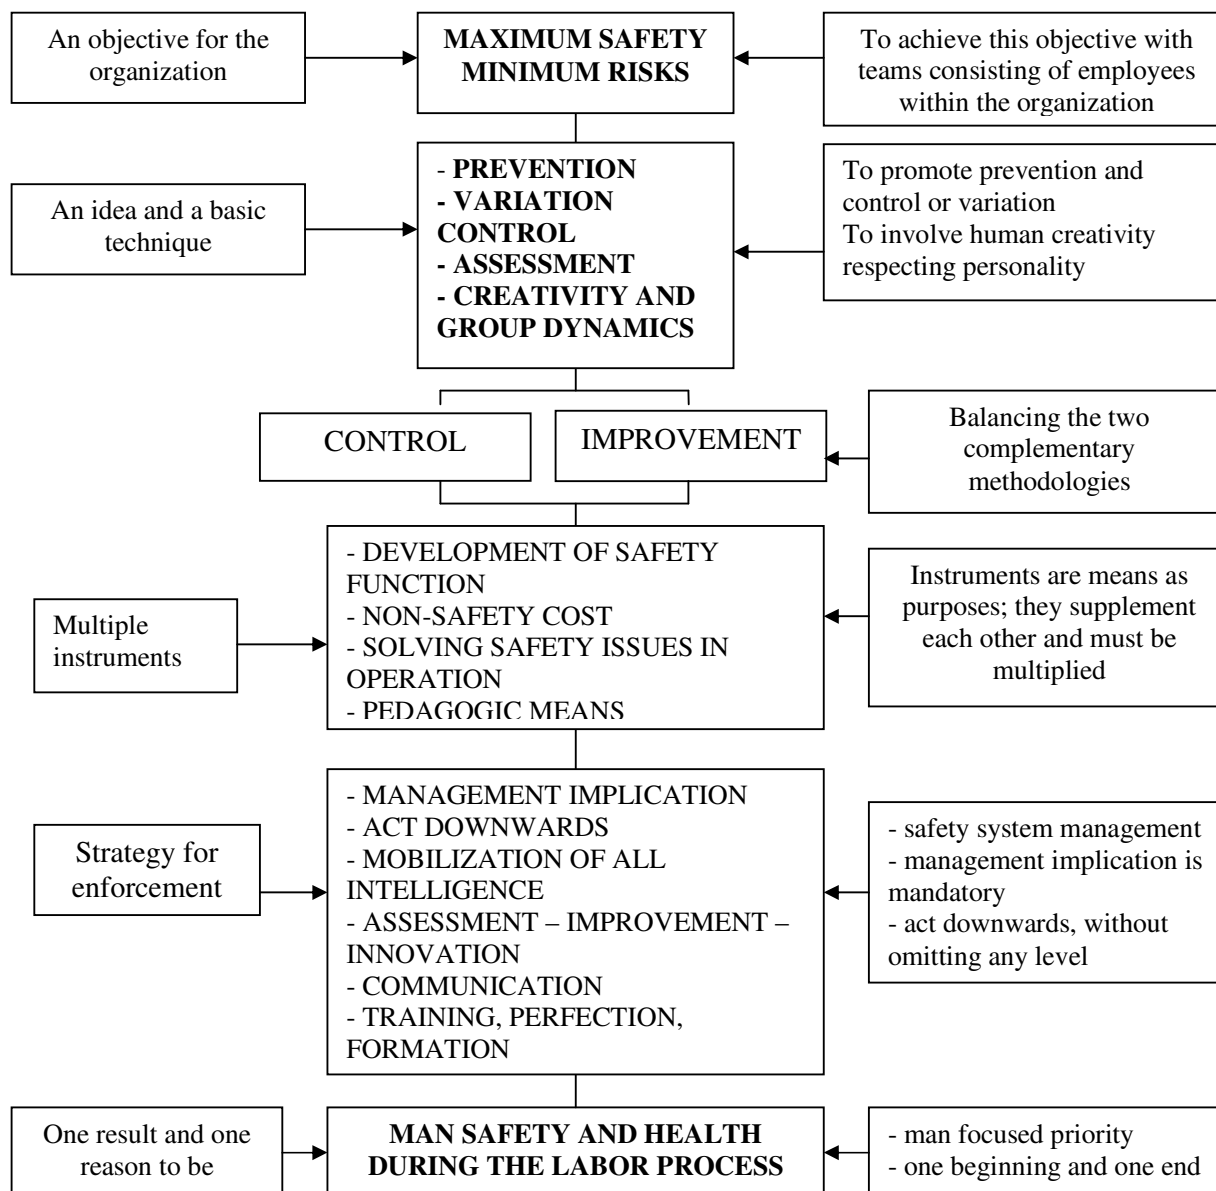 An objective for the
organization
MAXIMUM SAFETY
MINIMUM RISKS
To achieve this objective with
teams consisting of employees
within the organization
An idea and a basic
technique
- PREVENTION
- VARIATION
CONTROL
- ASSESSMENT
- CREATIVITY AND
GROUP DYNAMICS
To promote prevention and
control or variation
To involve human creativity
respecting personality
CONTROL
IMPROVEMENT
Balancing the two
complementary
methodologies
Multiple
instruments
- DEVELOPMENT OF SAFETY
FUNCTION
- NON-SAFETY COST
- SOLVING SAFETY ISSUES IN
OPERATION
- PEDAGOGIC MEANS
Instruments are means as
purposes; they supplement
each other and must be
multiplied
Strategy for
enforcement
- MANAGEMENT IMPLICATION
- ACT DOWNWARDS
- MOBILIZATION OF ALL
INTELLIGENCE
- ASSESSMENT – IMPROVEMENT –
INNOVATION
- COMMUNICATION
- TRAINING, PERFECTION,
FORMATION
- safety system management
- management implication is
mandatory
- act downwards, without
omitting any level
One result and one
reason to be
MAN SAFETY AND HEALTH
DURING THE LABOR PROCESS
- man focused priority
- one beginning and one end